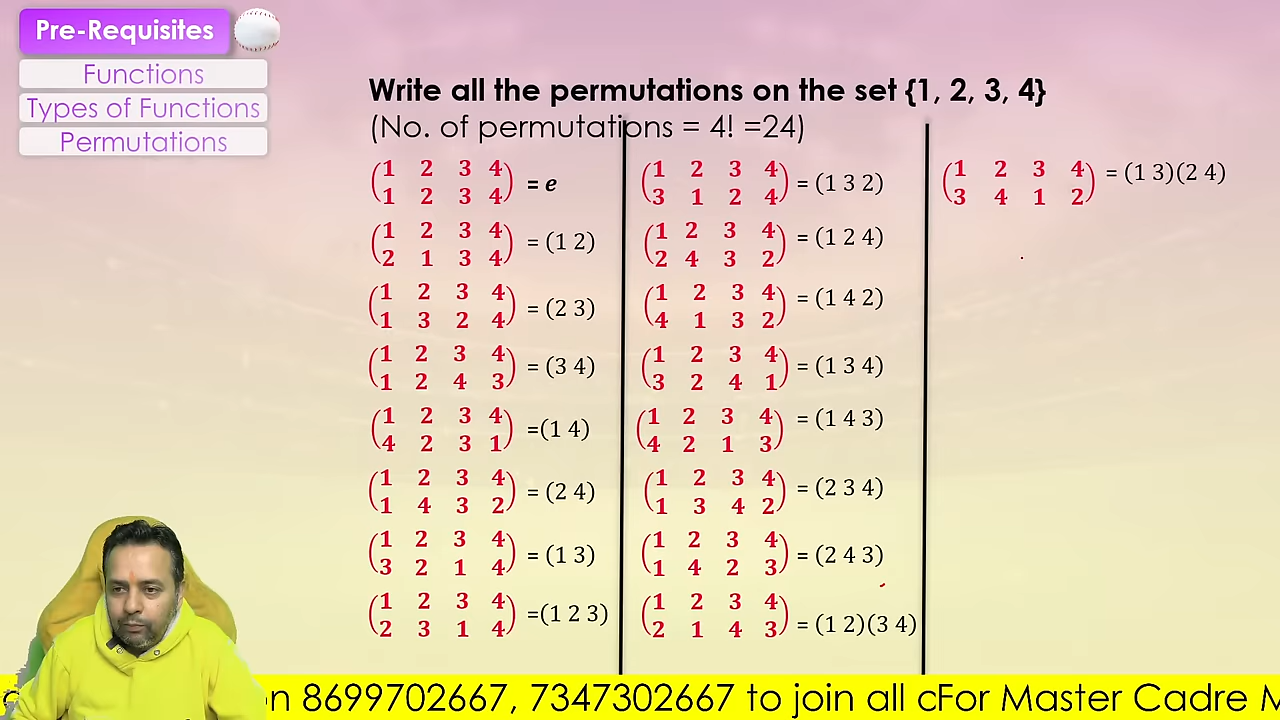 Pre-Requisites
Functions
Types of Functions
Permutations
Write all the permutations on the set {1, 2, 3, 4}
(No. of permutations = 4! =24)
(1 2 3 4)
(1 2 3 4) = e
(1 2 3 4)
(2 1 3 4) = (1 2)
(1 2 3 4)
(1 3 2 4) = (2 3)
(1 2 3 4)
(1 2 4 3) = (3 4)
(1 2 3 4)
(4 2 3 1) =(1 4)
(1 2 3 4)
(1 4 3 2) = (2 4)
(1 2 3 4)
(3 2 1 4) = (1 3)
(1 2 3 4)
(2 3 1 4) =(1 2 3)
(1 2 3 4)
(3 1 2 4) = (1 3 2)
(1 2 3 4)
(2 4 3 2) = (1 2 4)
(1 2 3 4)
(4 1 3 2) = (1 4 2)
(1 2 3 4)
(3 2 4 1) = (1 3 4)
(1 2 3 4)
(4 2 1 3) = (1 4 3)
(1 2 3 4)
(1 3 4 2) = (2 3 4)
(1 2 3 4)
(1 4 2 3) = (2 4 3)
(1 2 3 4)
(2 1 4 3) = (1 2)(3 4)
(1 2 3 4)
(3 4 1 2) = (1 3)(2 4)
n 8699702667, 7347302667 to join all cFor Master Cadre M